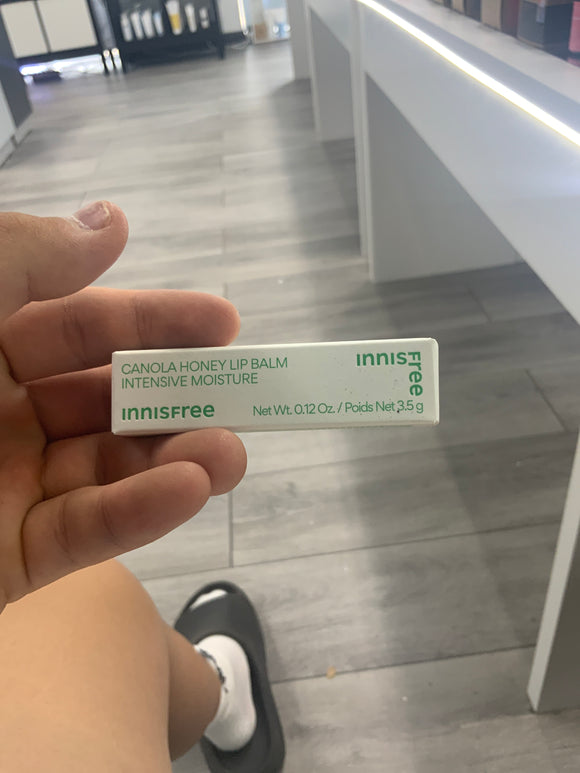 CANOLA HONEY LIP BALM
INTENSIVE MOISTURE
INNISFree
INNISFree
Net Wt. 0.12 Oz. / Poids Net 3.5 g